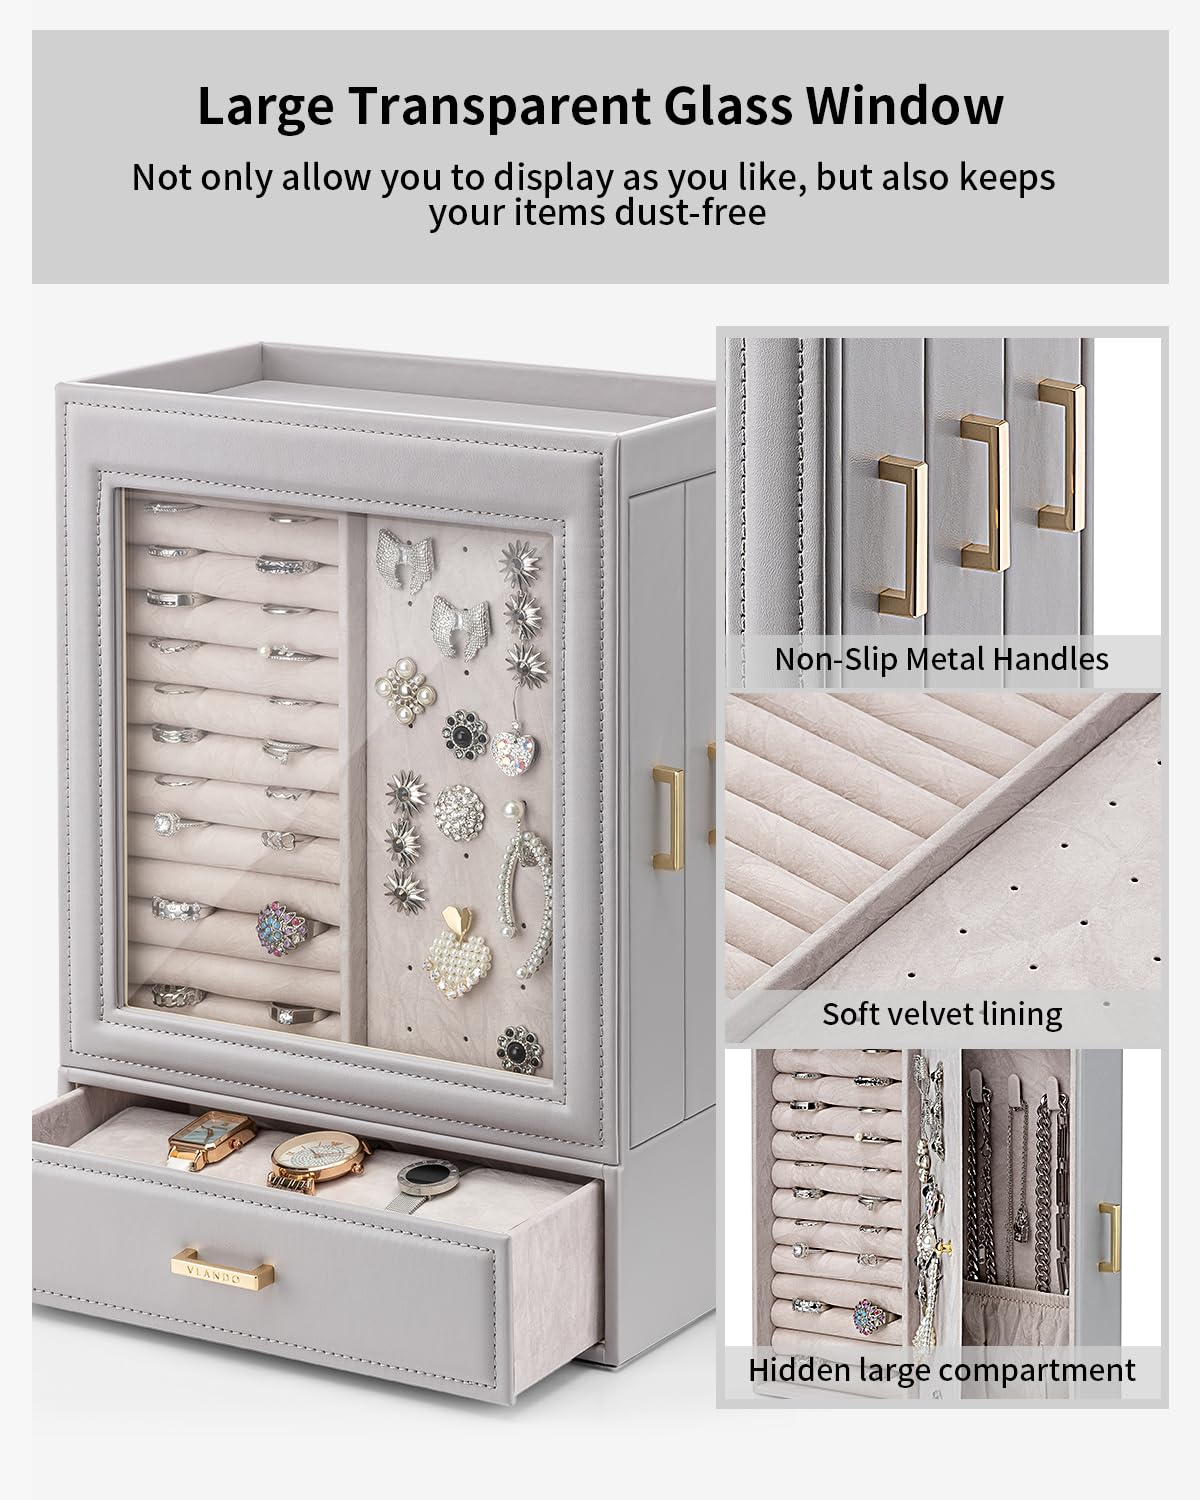 Large Transparent Glass Window
Not only allow you to display as you like, but also keeps
your items dust-free
Non-Slip Metal Handles
Soft velvet lining
VLANDO
Hidden large compartment